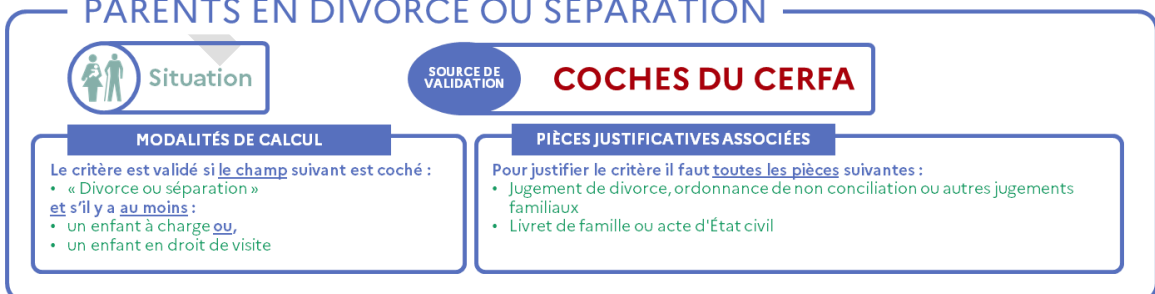 PARENTS EN DIVORCE OU SÉPARATION
Situation
SOURCE DE
VALIDATION
COCHES DU CERFA
MODALITÉS DE CALCUL
Le critère est validé si le champ suivant est coché :
• « Divorce ou séparation »
et s’il y a au moins :
• un enfant à charge ou,
• un enfant en droit de visite
PIÈCES JUSTIFICATIVES ASSOCIÉES
Pour justifier le critère il faut toutes les pièces suivantes :
• Jugement de divorce, ordonnance de non conciliation ou autres jugements
familiaux
• Livret de famille ou acte d'État civil